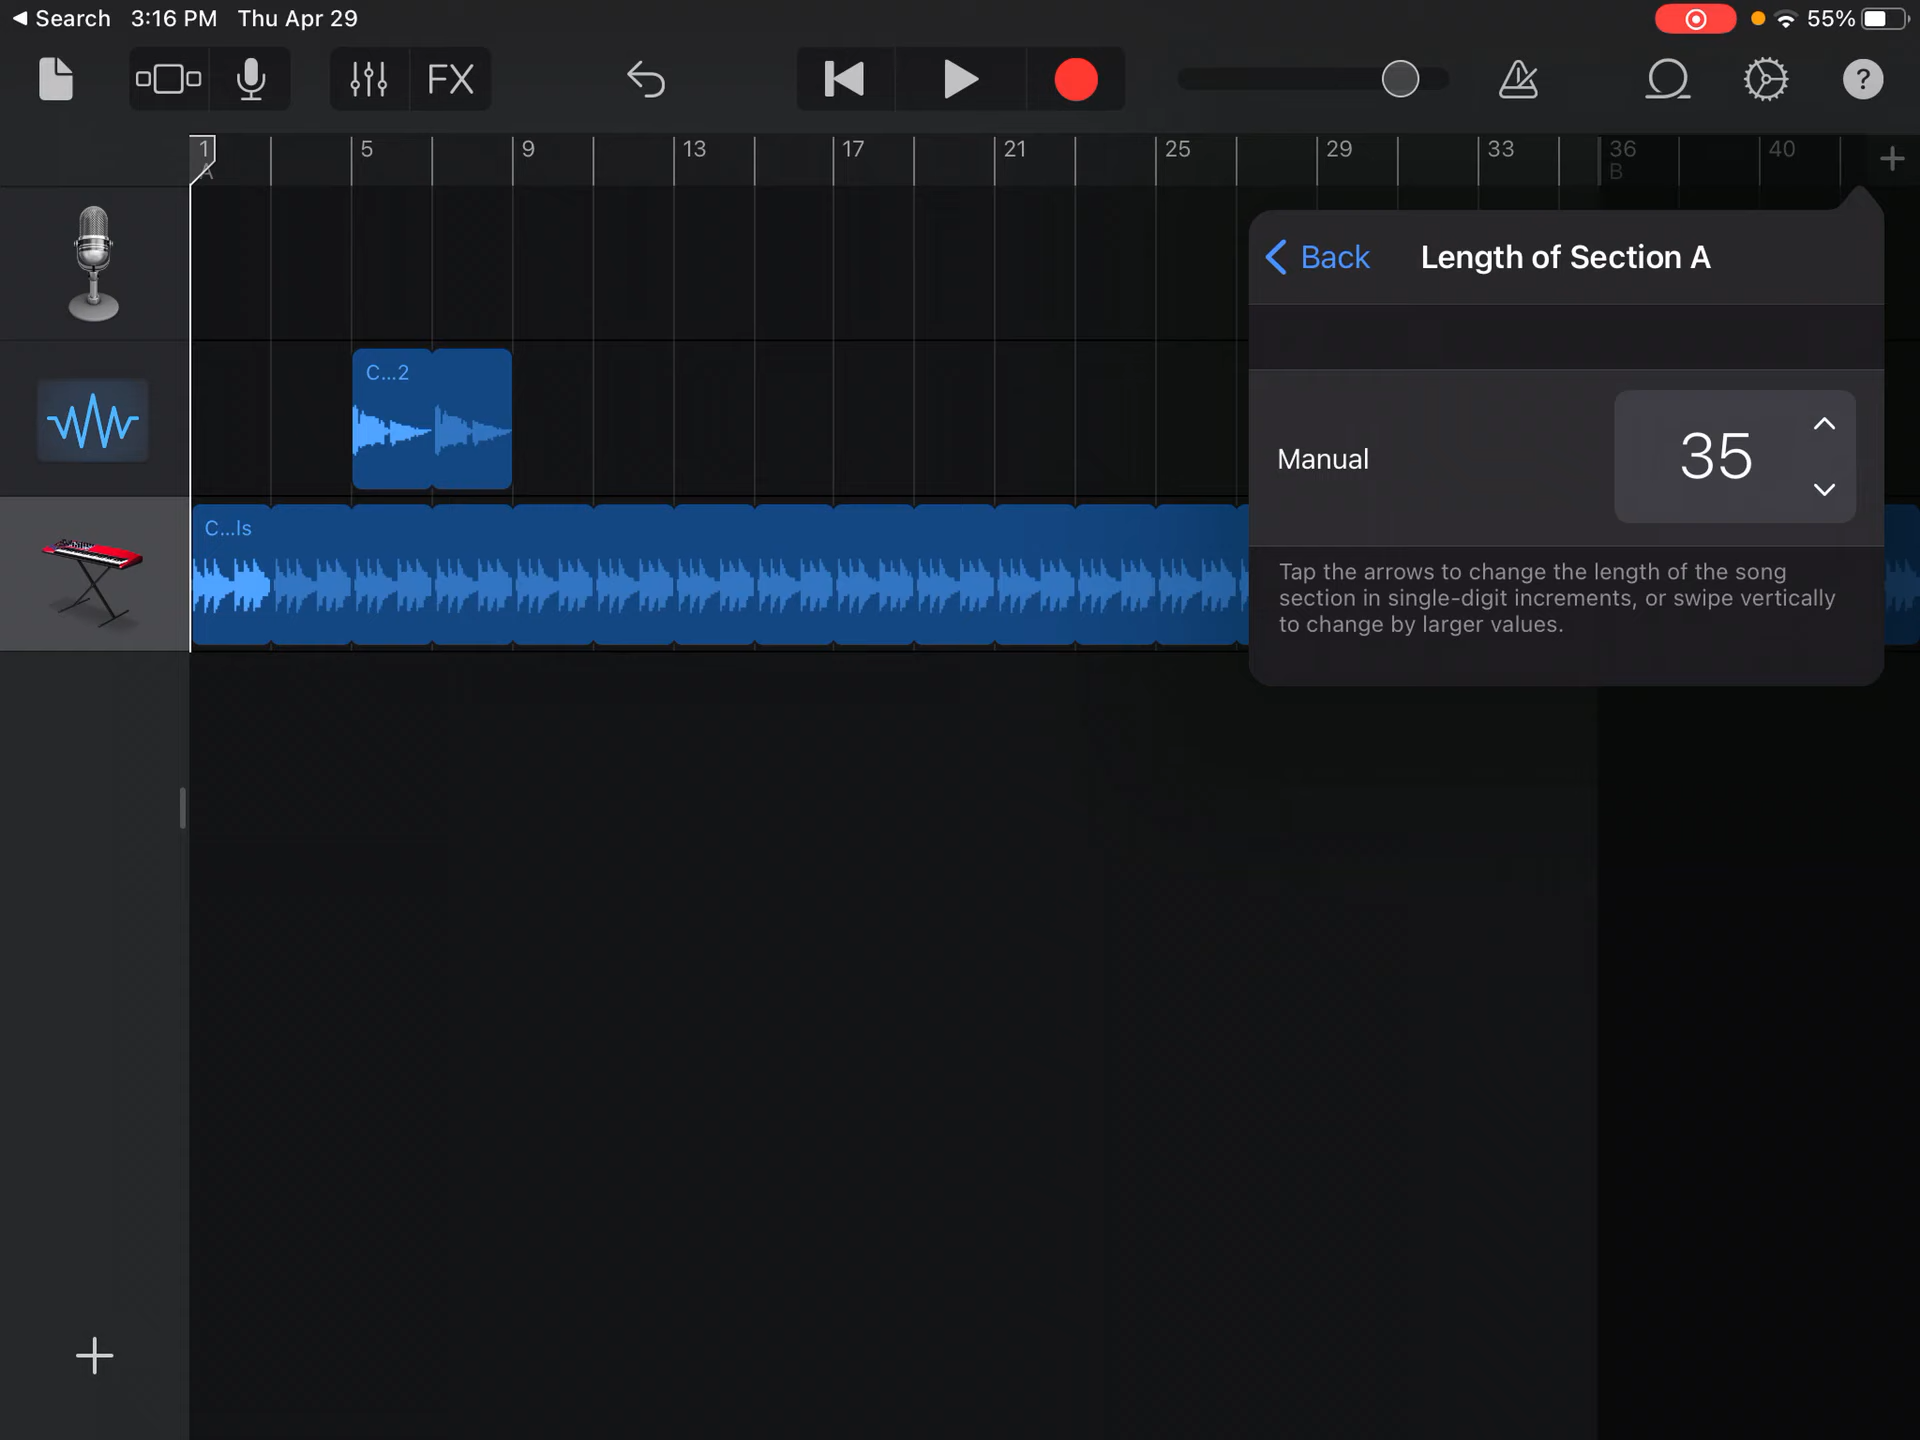 Search 3:16 PM Thu Apr 29
55%
FX
?
1 5 9 13 17 21 25 29 33 36 40
A B
Back Length of Section A
C...2
Manual 35
C...ls
Tap the arrows to change the length of the song
section in single-digit increments, or swipe vertically
to change by larger values.